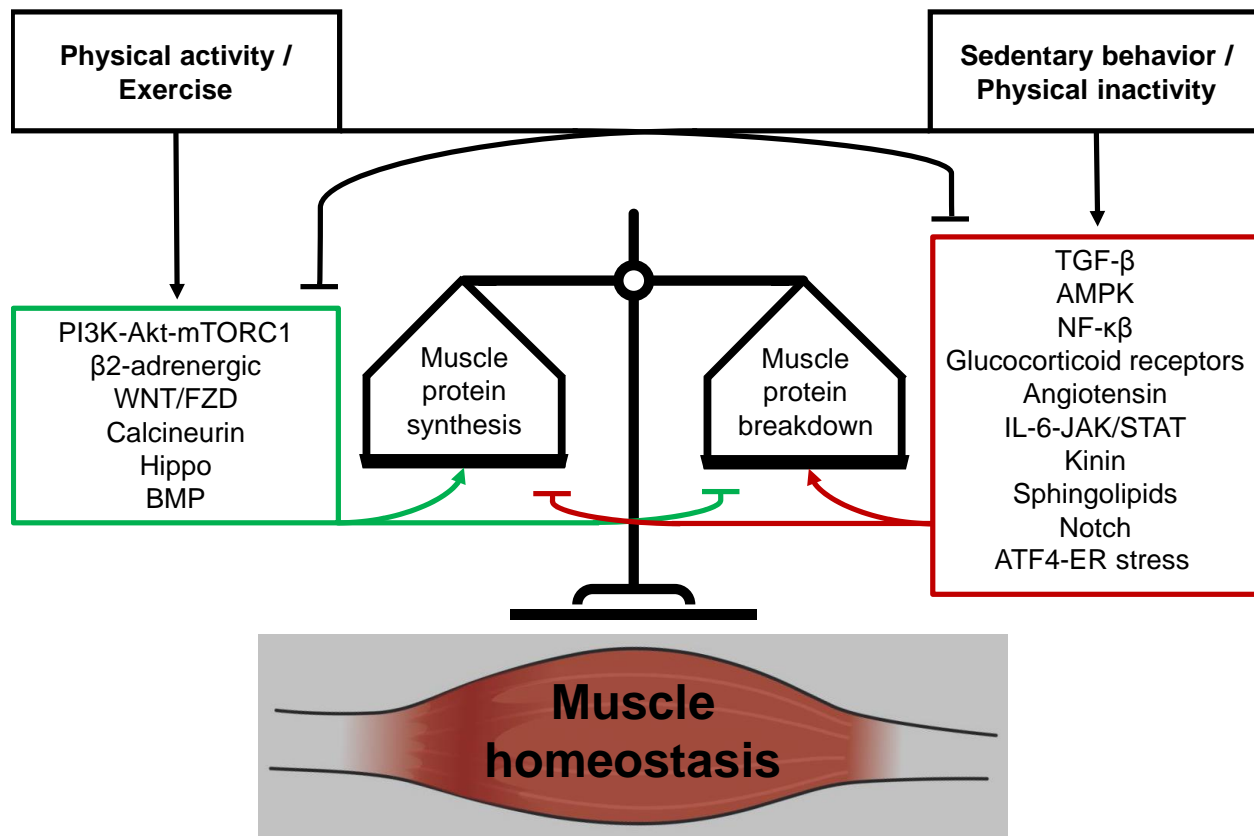 Physical activity /
Exercise
Sedentary behavior /
Physical inactivity
PI3K-Akt-mTORC1
β2-adrenergic
WNT/FZD
Calcineurin
Hippo
BMP
Muscle
protein
synthesis
Muscle
protein
breakdown
TGF-β
AMPK
NF-κβ
Glucocorticoid receptors
Angiotensin
IL-6-JAK/STAT
Kinin
Sphingolipids
Notch
ATF4-ER stress
Muscle
homeostasis